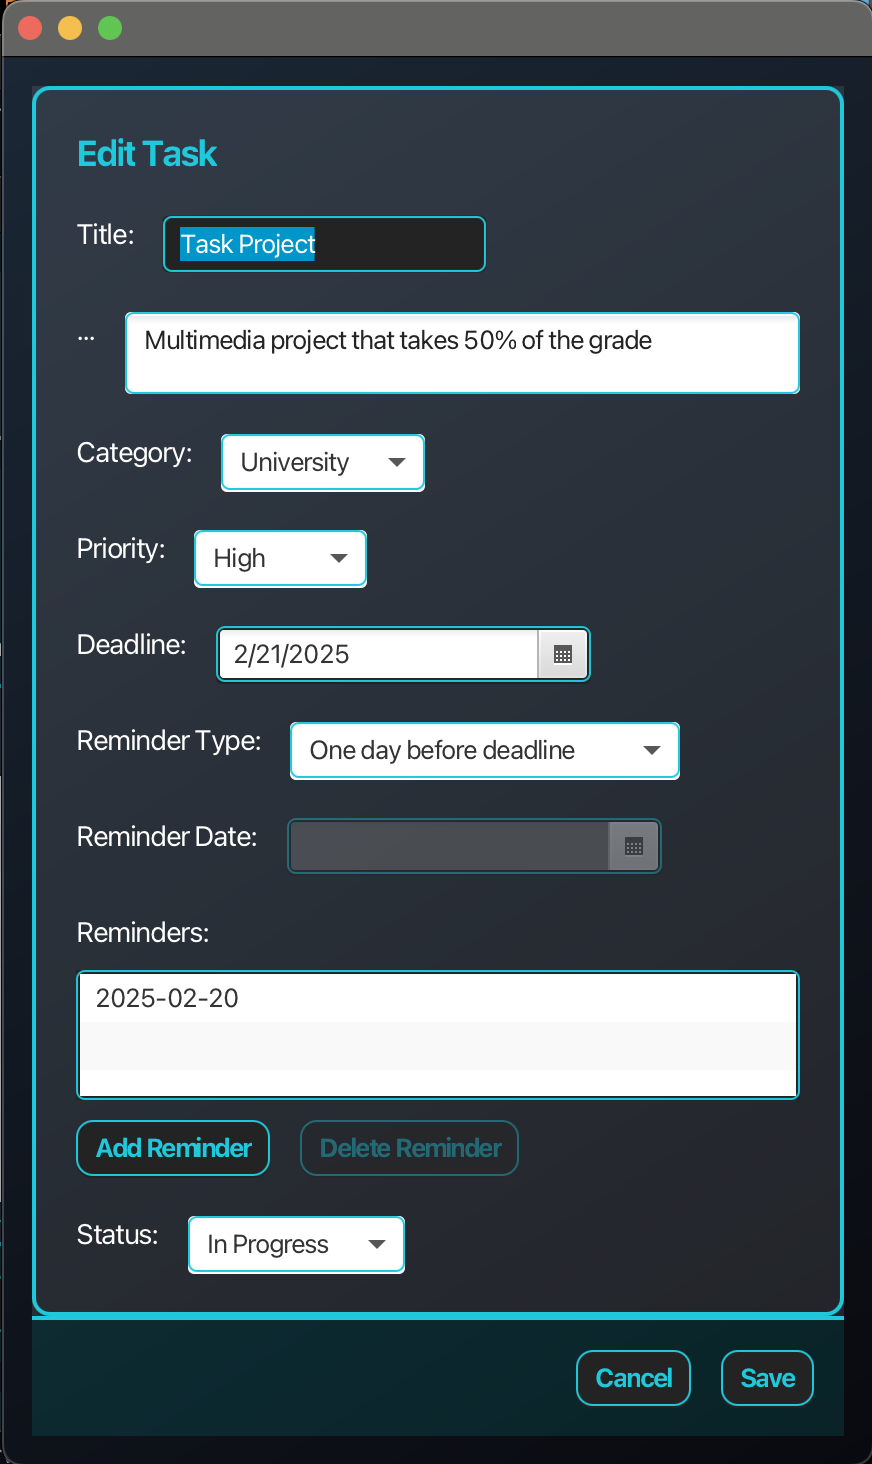 Edit Task
Title: Task Project
... Multimedia project that takes 50% of the grade
Category: University
Priority: High
Deadline: 2/21/2025
Reminder Type: One day before deadline
Reminder Date:
Reminders:
2025-02-20
Add Reminder Delete Reminder
Status: In Progress
Cancel Save